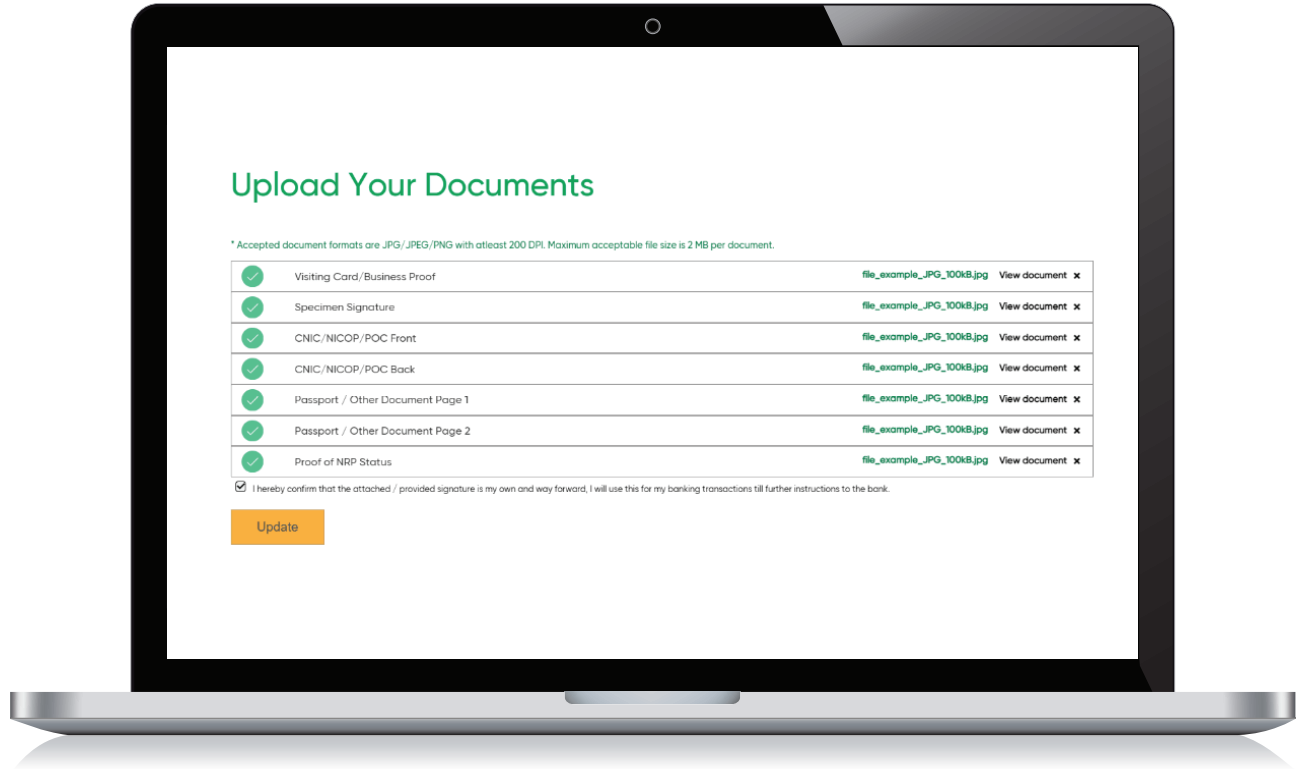 Upload Your Documents
* Accepted document formats are JPG/JPEG/PNG with atleast 200 DPI. Maximum acceptable file size is 2 MB per document.
Visiting Card/Business Proof file_example_JPG_100kB.jpg View document ×
Specimen Signature file_example_JPG_100kB.jpg View document ×
CNIC/NICOP/POC Front file_example_JPG_100kB.jpg View document ×
CNIC/NICOP/POC Back file_example_JPG_100kB.jpg View document ×
Passport / Other Document Page 1 file_example_JPG_100kB.jpg View document ×
Passport / Other Document Page 2 file_example_JPG_100kB.jpg View document ×
Proof of NRP Status file_example_JPG_100kB.jpg View document ×
I hereby confirm that the attached / provided signature is my own and way forward, I will use this for my banking transactions till further instructions to the bank.
Update